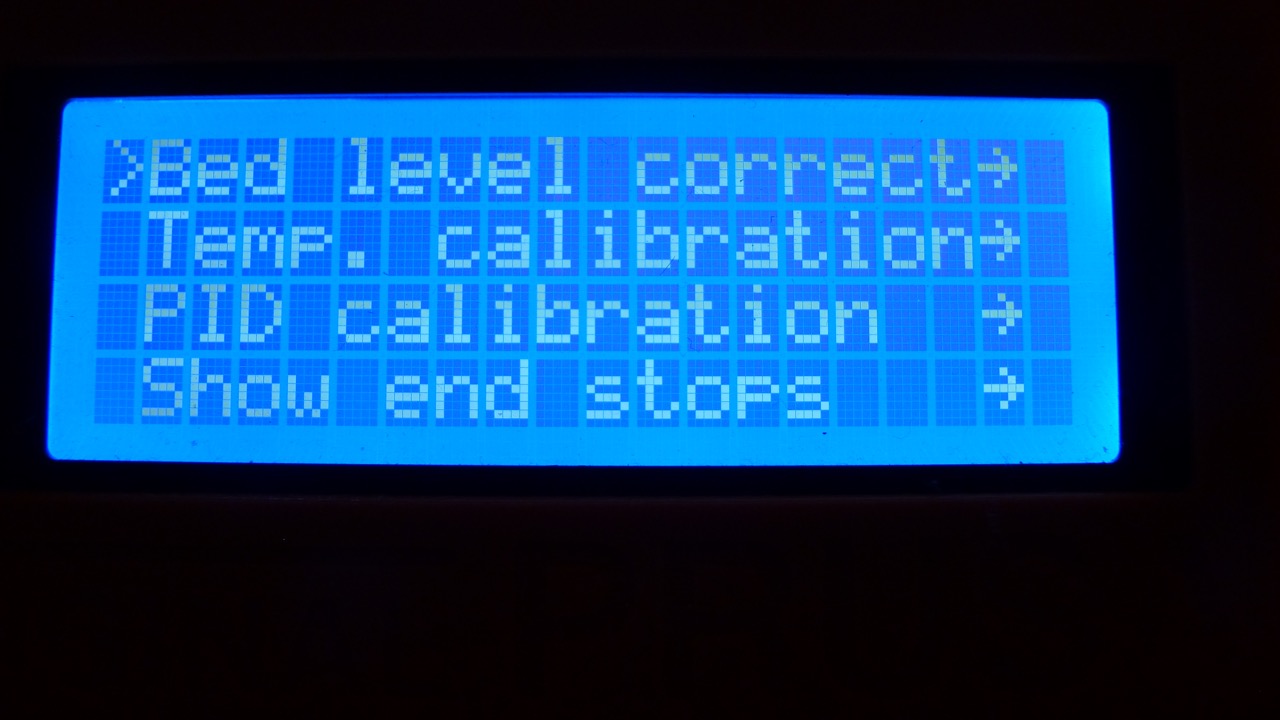 >Bed level correct→
Temp. calibration→
PID calibration →
Show end stops →